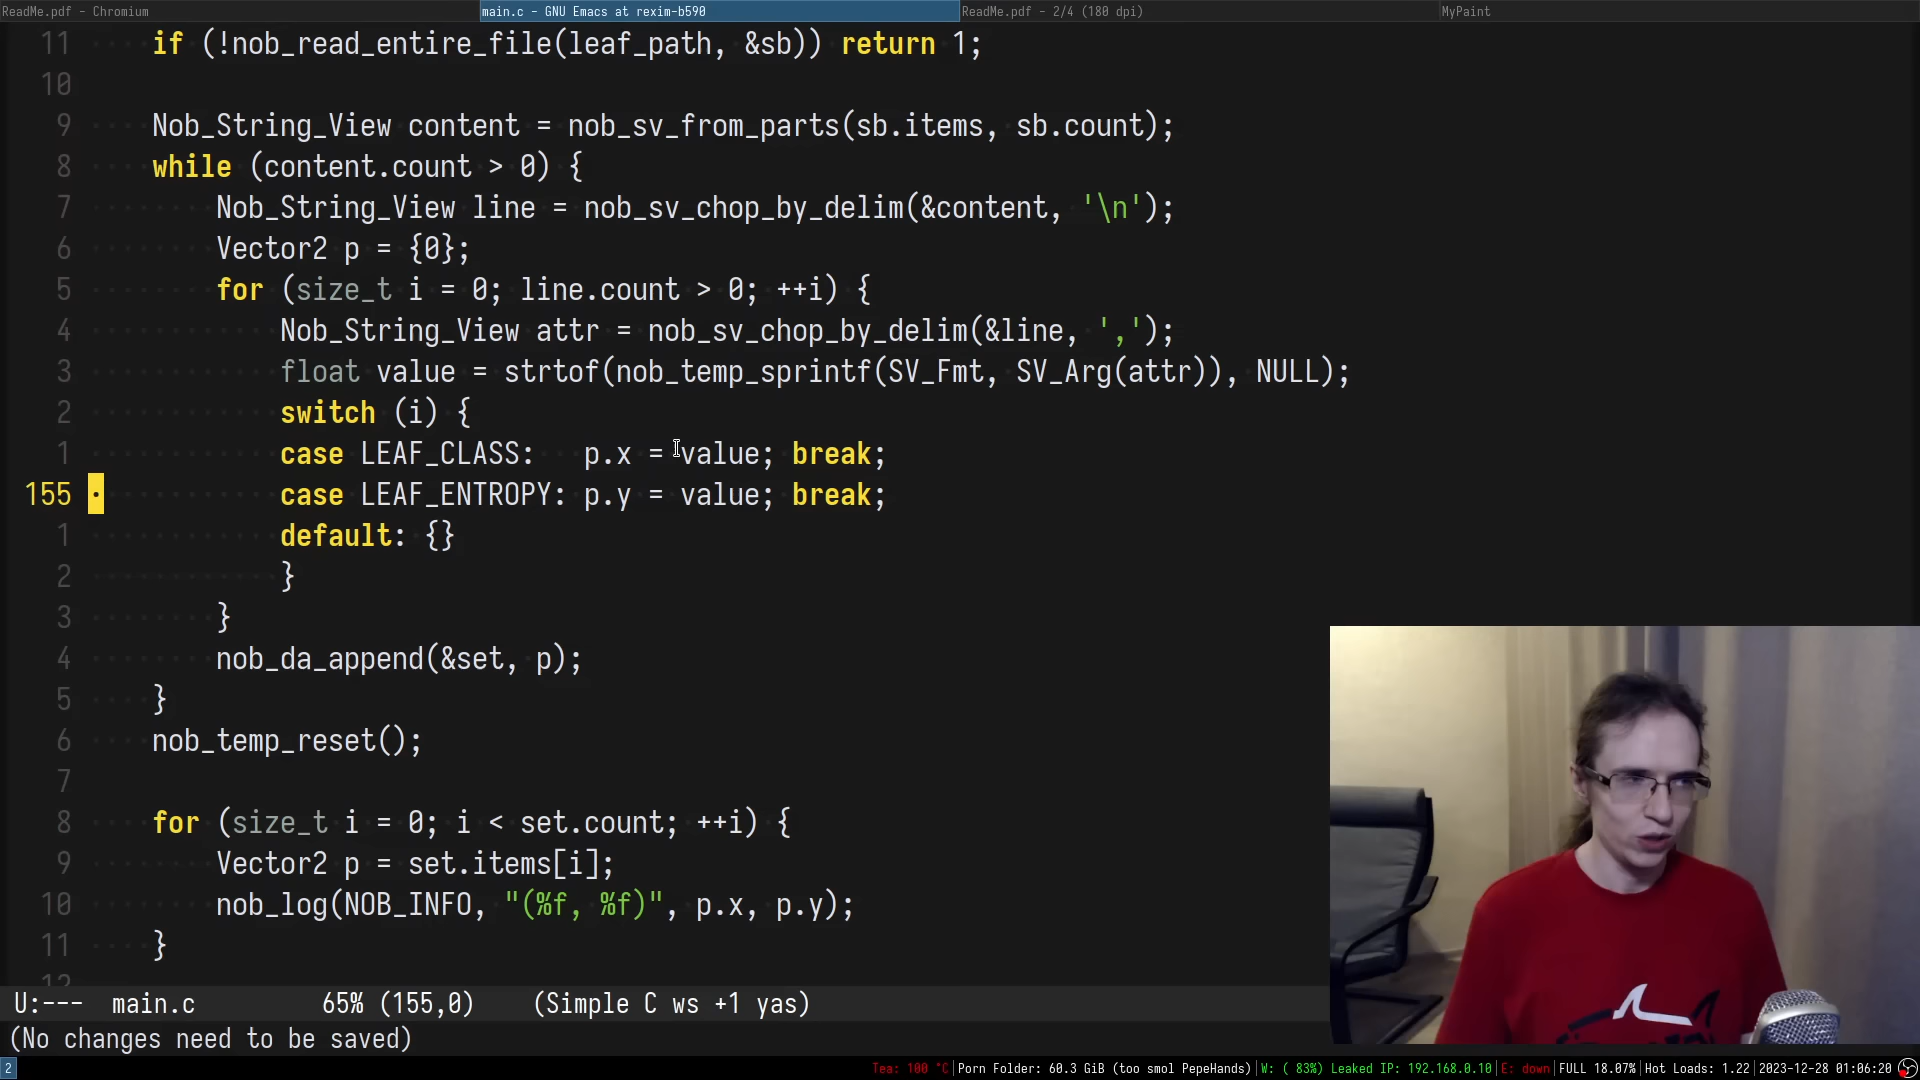 ReadMe.pdf - Chromium
main.c - GNU Emacs at rexim-b590
ReadMe.pdf - 2/4 (180 dpi)
MyPaint
11 if (!nob_read_entire_file(leaf_path, &sb)) return 1;
10
9 Nob_String_View content = nob_sv_from_parts(sb.items, sb.count);
8 while (content.count > 0) {
7 Nob_String_View line = nob_sv_chop_by_delim(&content, '\n');
6 Vector2 p = {0};
5 for (size_t i = 0; line.count > 0; ++i) {
4 Nob_String_View attr = nob_sv_chop_by_delim(&line, ',');
3 float value = strtof(nob_temp_sprintf(SV_Fmt, SV_Arg(attr)), NULL);
2 switch (i) {
1 case LEAF_CLASS: p.x = value; break;
155 case LEAF_ENTROPY: p.y = value; break;
1 default: {}
2 }
3 }
4 nob_da_append(&set, p);
5 }
6 nob_temp_reset();
7
8 for (size_t i = 0; i < set.count; ++i) {
9 Vector2 p = set.items[i];
10 nob_log(NOB_INFO, "(%f, %f)", p.x, p.y);
11 }
12
U:--- main.c 65% (155,0) (Simple C ws +1 yas)
(No changes need to be saved)
2 Tea: 100 °C|Porn Folder: 60.3 GiB (too smol PepeHands)|W: ( 83%) Leaked IP: 192.168.0.10|E: down|FULL 18.07%|Hot Loads: 1.22|2023-12-28 01:06:20